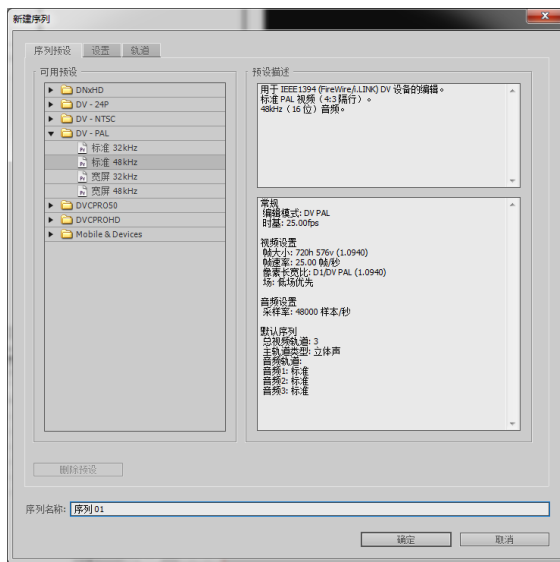 新建序列
序列预设 设置 轨道
可用预设
DNxHD
DV - 24P
DV - NTSC
DV - PAL
标准 32kHz
标准 48kHz
宽屏 32kHz
宽屏 48kHz
DVCPRO50
DVCPROHD
Mobile & Devices
预设描述
用于 IEEE1394 (FireWire/i.LINK) DV 设备的编辑。
标准 PAL 视频（4:3 隔行）。
48kHz（16 位）音频。
常规
编辑模式: DV PAL
时基: 25.00fps
视频设置
帧大小: 720h 576v (1.0940)
帧速率: 25.00 帧/秒
像素长宽比: D1/DV PAL (1.0940)
场: 低场优先
音频设置
采样率: 48000 样本/秒
默认序列
总视频轨道: 3
主轨道类型: 立体声
音频轨道:
音频1: 标准
音频2: 标准
音频3: 标准
删除预设
序列名称: 序列 01
确定 取消